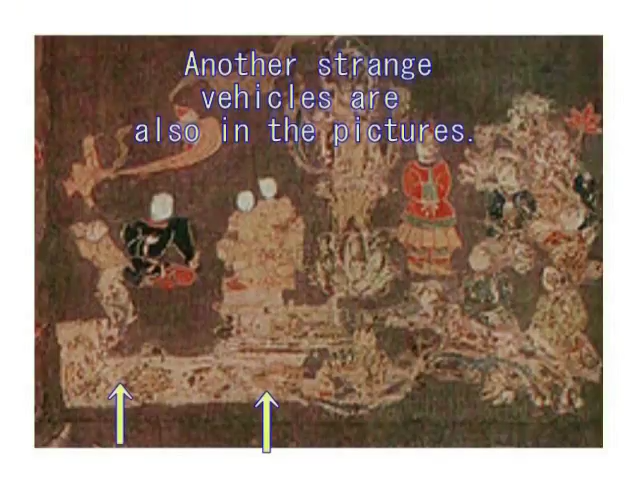 Another strange
vehicles are
also in the pictures.